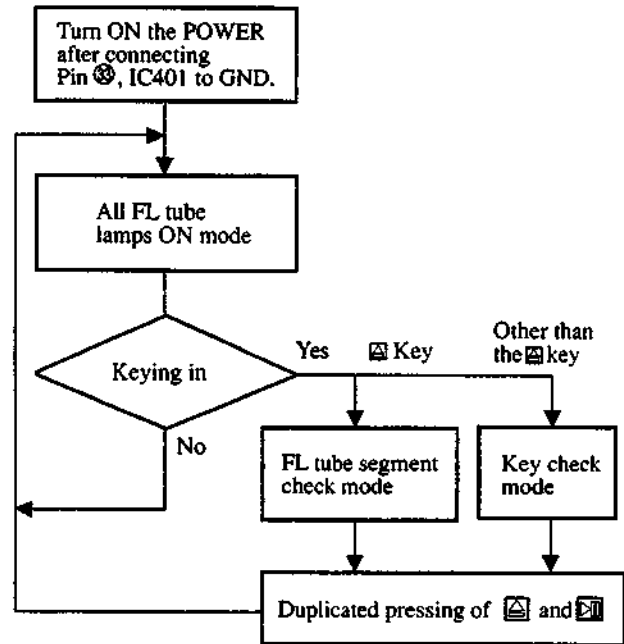 Turn ON the POWER
after connecting
Pin ㉝, IC401 to GND.
All FL tube
lamps ON mode
Keying in
Yes
⏏ Key
Other than
the ⏏ key
No
FL tube segment
check mode
Key check
mode
Duplicated pressing of ⏏ and ⏯